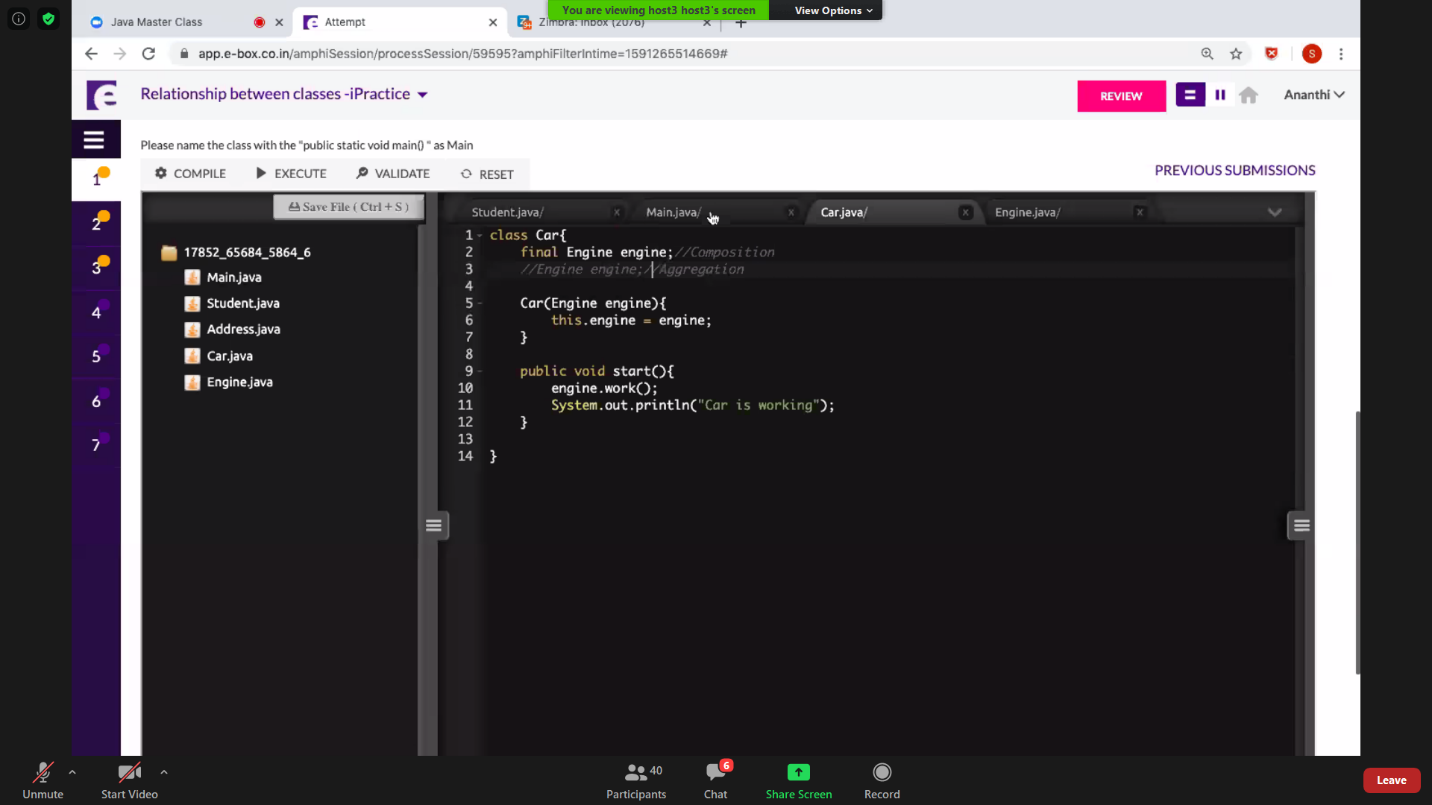 You are viewing host3 host3's screen
View Options
Java Master Class
Attempt
Zimbra: Inbox (2076)
app.e-box.co.in/amphiSession/processSession/59595?amphiFilterIntime=1591265514669#
S
Relationship between classes -iPractice
REVIEW
Ananthi
Please name the class with the "public static void main() " as Main
COMPILE
EXECUTE
VALIDATE
RESET
PREVIOUS SUBMISSIONS
1
2
3
4
5
6
7
Save File ( Ctrl + S )
17852_65684_5864_6
Main.java
Student.java
Address.java
Car.java
Engine.java
Student.java/
Main.java/
Car.java/
Engine.java/
1 class Car{
2 final Engine engine;//Composition
3 //Engine engine;//Aggregation
4
5 Car(Engine engine){
6 this.engine = engine;
7 }
8
9 public void start(){
10 engine.work();
11 System.out.println("Car is working");
12 }
13
14 }
Unmute
Start Video
Participants
40
Chat
6
Share Screen
Record
Leave